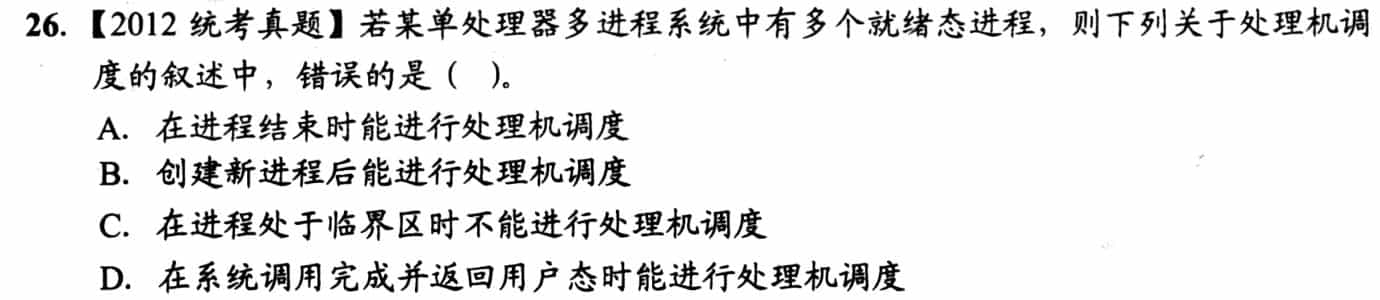 26. 【2012 统考真题】若某单处理器多进程系统中有多个就绪态进程，则下列关于处理机调
度的叙述中，错误的是（ ）。
A. 在进程结束时能进行处理机调度
B. 创建新进程后能进行处理机调度
C. 在进程处于临界区时不能进行处理机调度
D. 在系统调用完成并返回用户态时能进行处理机调度